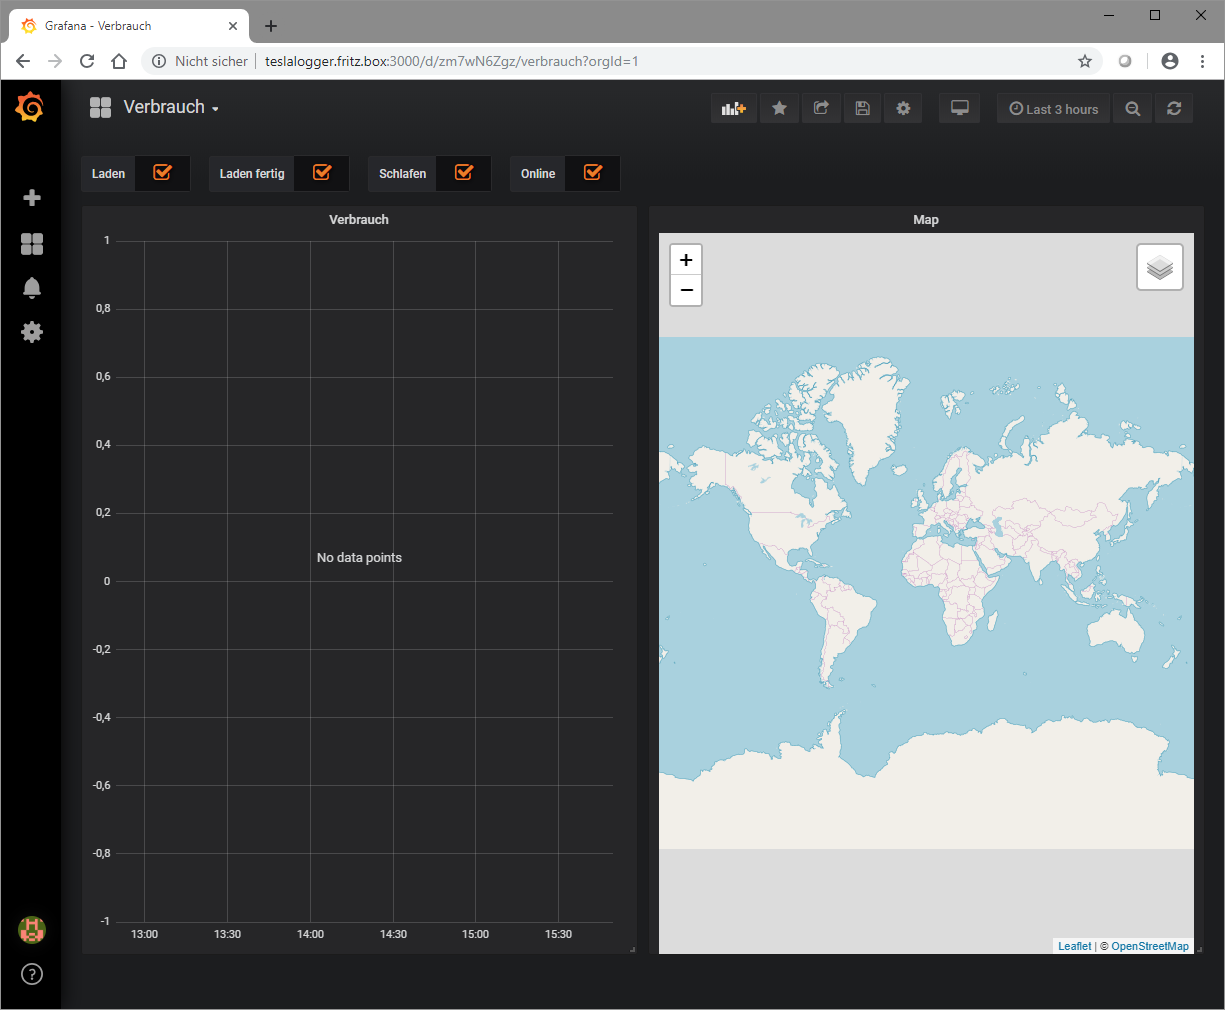 Grafana - Verbrauch
Nicht sicher
teslalogger.fritz.box:3000/d/zm7wN6Zgz/verbrauch?orgId=1
Verbrauch
Last 3 hours
Laden
Laden fertig
Schlafen
Online
Verbrauch
1
0,8
0,6
0,4
0,2
0
-0,2
-0,4
-0,6
-0,8
-1
No data points
13:00
13:30
14:00
14:30
15:00
15:30
Map
+
−
Leaflet | © OpenStreetMap
?